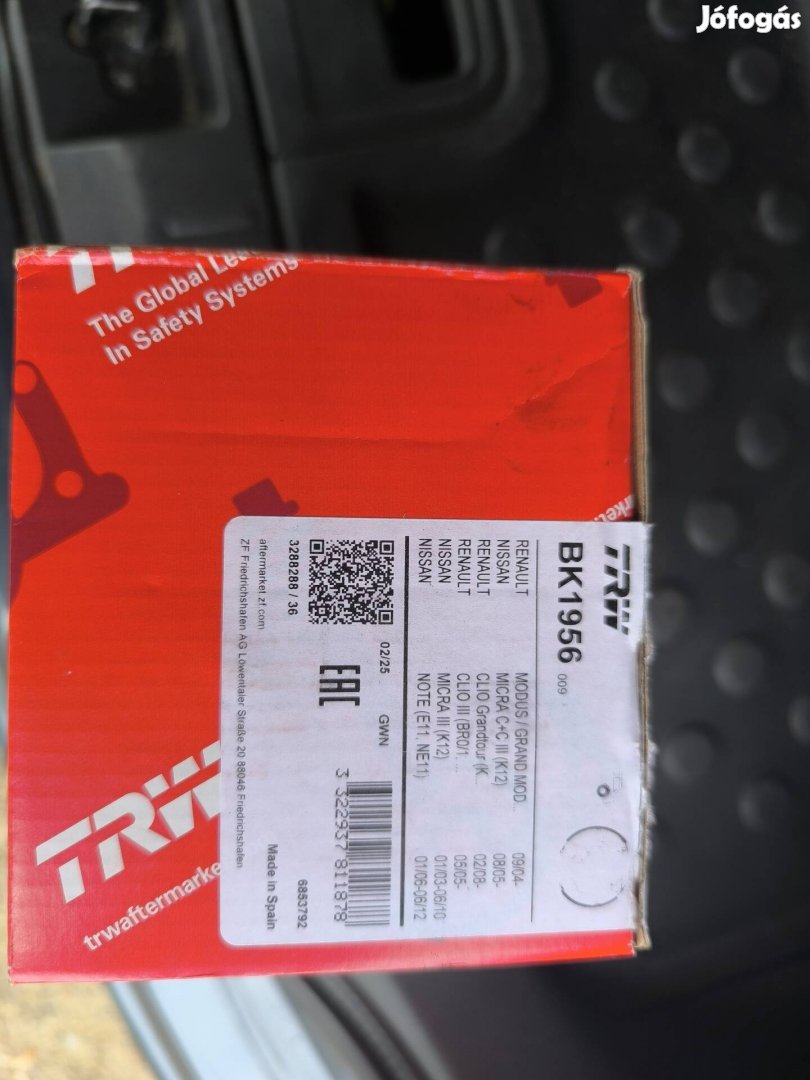 Jófogás
The Global
In Safety Systems
TRW
BK1956 009
RENAULT MODUS / GRAND MOD... 09/04-
NISSAN MICRA C+C III (K12) 08/05-
RENAULT CLIO Grandtour (K... 02/08-
RENAULT CLIO III (BR0/1, ... 05/05-
NISSAN MICRA III (K12) 01/03-06/10
NISSAN NOTE (E11, NE11) 01/06-06/12
02/25 GWN
EAC
3 322937 811878
3288288 / 36
6853792
Made in Spain
aftermarket.zf.com
ZF Friedrichshafen AG Löwentaler Straße 20 88046 Friedrichshafen
TRW
trwaftermarke